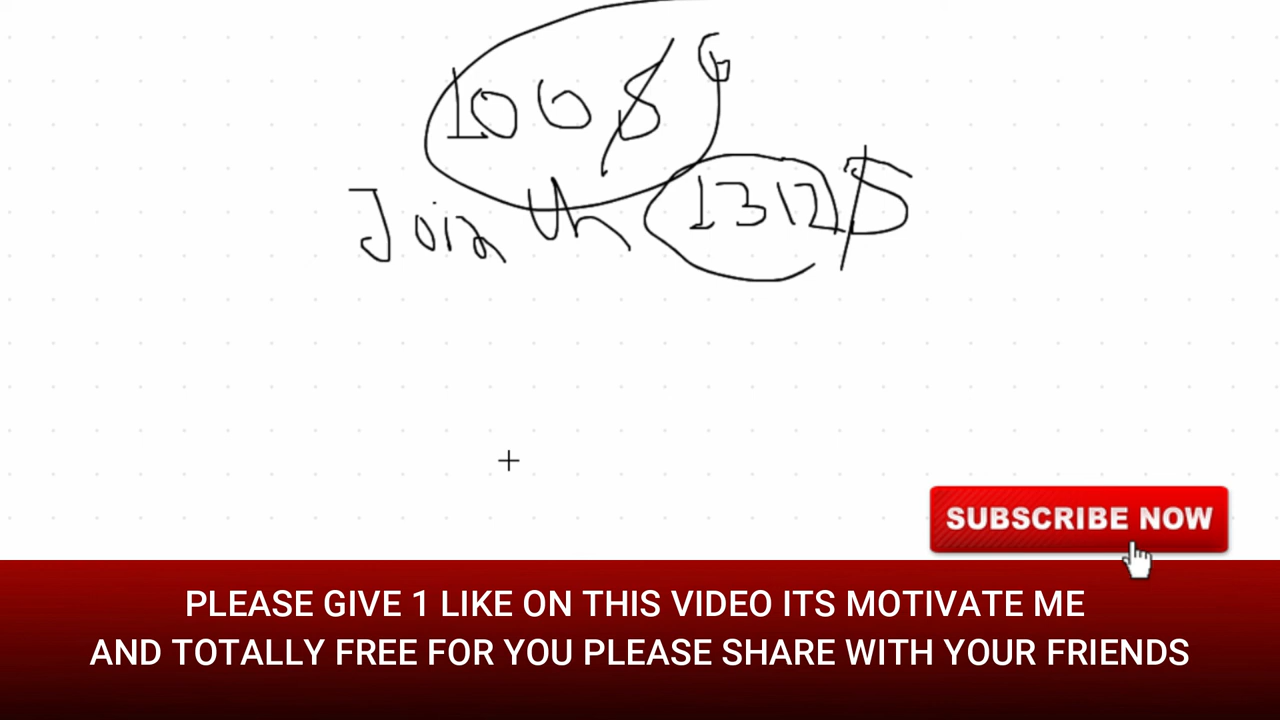 100$ G
Join th 1312$
SUBSCRIBE NOW
PLEASE GIVE 1 LIKE ON THIS VIDEO ITS MOTIVATE ME
AND TOTALLY FREE FOR YOU PLEASE SHARE WITH YOUR FRIENDS